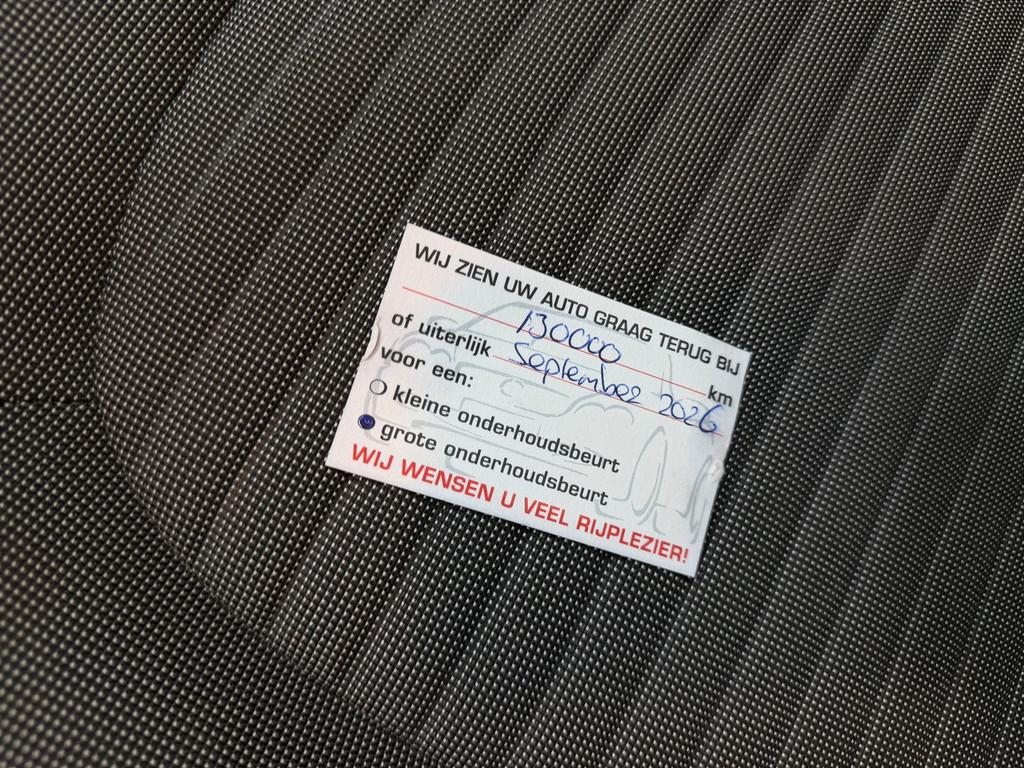 WIJ ZIEN UW AUTO GRAAG TERUG BIJ
130000 km
of uiterlijk September 2026
voor een:
kleine onderhoudsbeurt
grote onderhoudsbeurt
WIJ WENSEN U VEEL RIJPLEZIER!